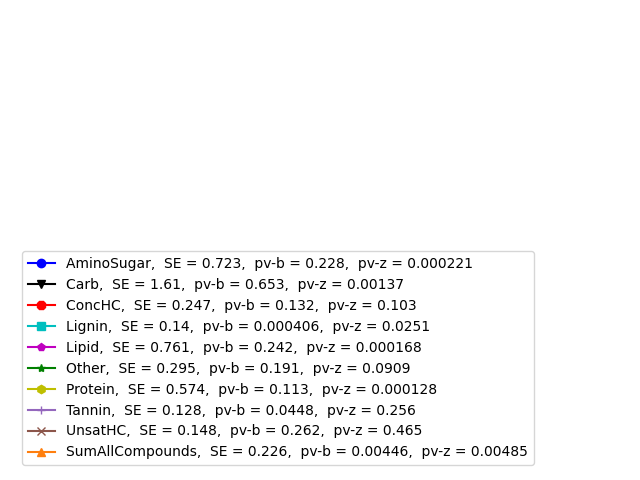 AminoSugar,  SE = 0.723,  pv-b = 0.228,  pv-z = 0.000221
Carb,  SE = 1.61,  pv-b = 0.653,  pv-z = 0.00137
ConcHC,  SE = 0.247,  pv-b = 0.132,  pv-z = 0.103
Lignin,  SE = 0.14,  pv-b = 0.000406,  pv-z = 0.0251
Lipid,  SE = 0.761,  pv-b = 0.242,  pv-z = 0.000168
Other,  SE = 0.295,  pv-b = 0.191,  pv-z = 0.0909
Protein,  SE = 0.574,  pv-b = 0.113,  pv-z = 0.000128
Tannin,  SE = 0.128,  pv-b = 0.0448,  pv-z = 0.256
UnsatHC,  SE = 0.148,  pv-b = 0.262,  pv-z = 0.465
SumAllCompounds,  SE = 0.226,  pv-b = 0.00446,  pv-z = 0.00485